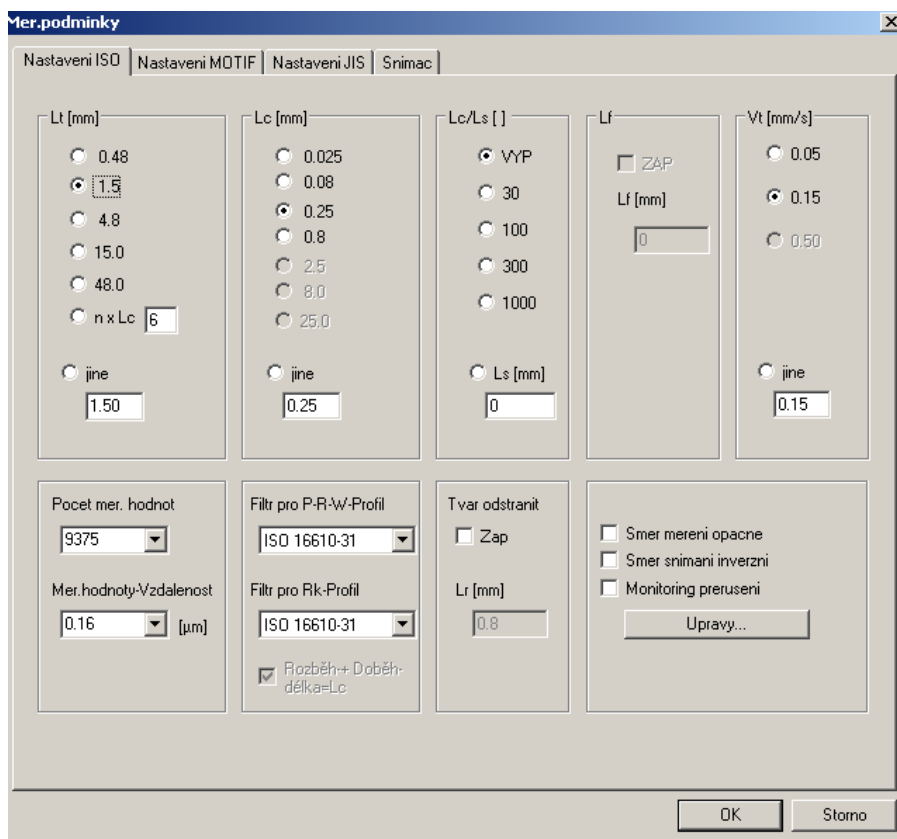 Mer.podminky
Nastaveni ISO
Nastaveni MOTIF
Nastaveni JIS
Snimac
Lt [mm]
0.48
1.5
4.8
15.0
48.0
n x Lc 6
jine
1.50
Lc [mm]
0.025
0.08
0.25
0.8
2.5
8.0
25.0
jine
0.25
Lc/Ls [ ]
VYP
30
100
300
1000
Ls [mm]
0
Lf
ZAP
Lf [mm]
0
Vt [mm/s]
0.05
0.15
0.50
jine
0.15
Pocet mer. hodnot
9375
Mer.hodnoty-Vzdalenost
0.16 [µm]
Filtr pro P-R-W-Profil
ISO 16610-31
Filtr pro Rk-Profil
ISO 16610-31
Rozběh-+ Doběh-
délka=Lc
Tvar odstranit
Zap
Lr [mm]
0.8
Smer mereni opacne
Smer snimani inverzni
Monitoring preruseni
Upravy...
OK
Storno